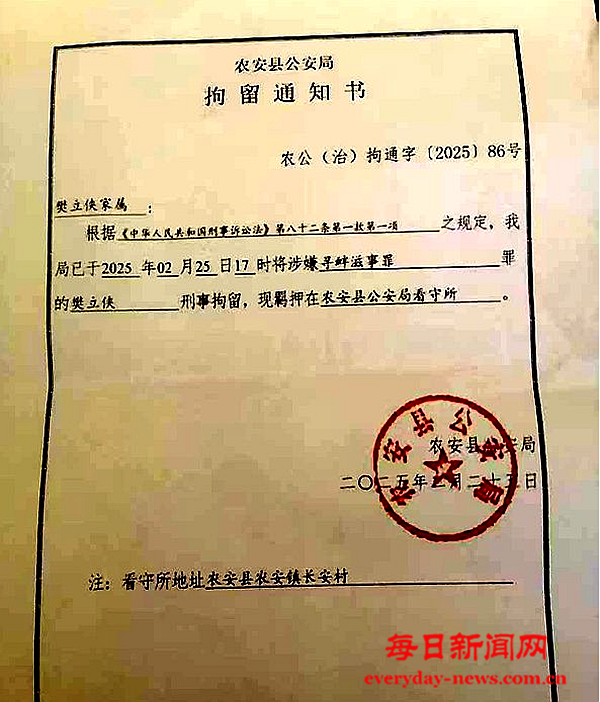 农安县公安局
拘留通知书
农公（治）拘通字〔2025〕86号
樊立侠家属：
根据《中华人民共和国刑事诉讼法》第八十二条第一款第一项之规定，我
局已于2025年02月25日17时将涉嫌寻衅滋事罪罪
的樊立侠刑事拘留，现羁押在农安县公安局看守所。
农安县公安局
二〇二五年二月二十五日
注：看守所地址农安县农安镇长安村
每日新闻网
everyday-news.com.cn